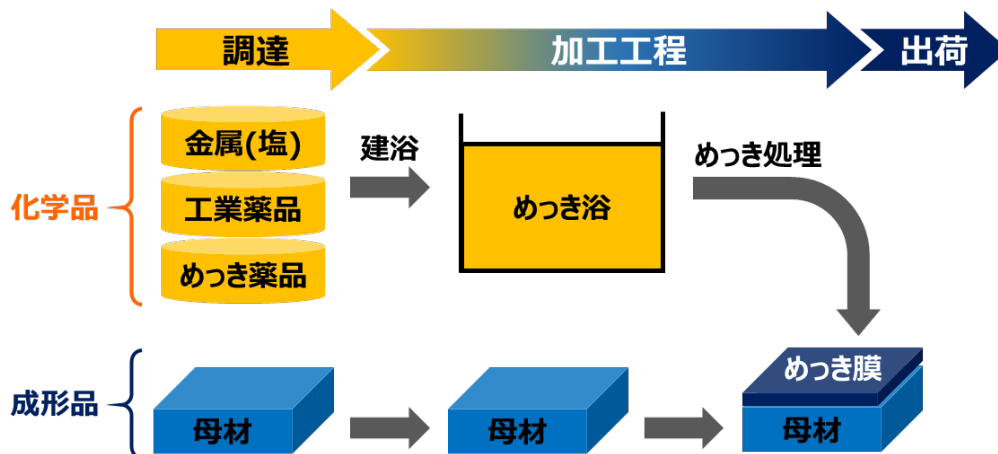 調達
加工工程
出荷
化学品
金属(塩)
工業薬品
めっき薬品
建浴
めっき浴
めっき処理
成形品
母材
母材
めっき膜
母材